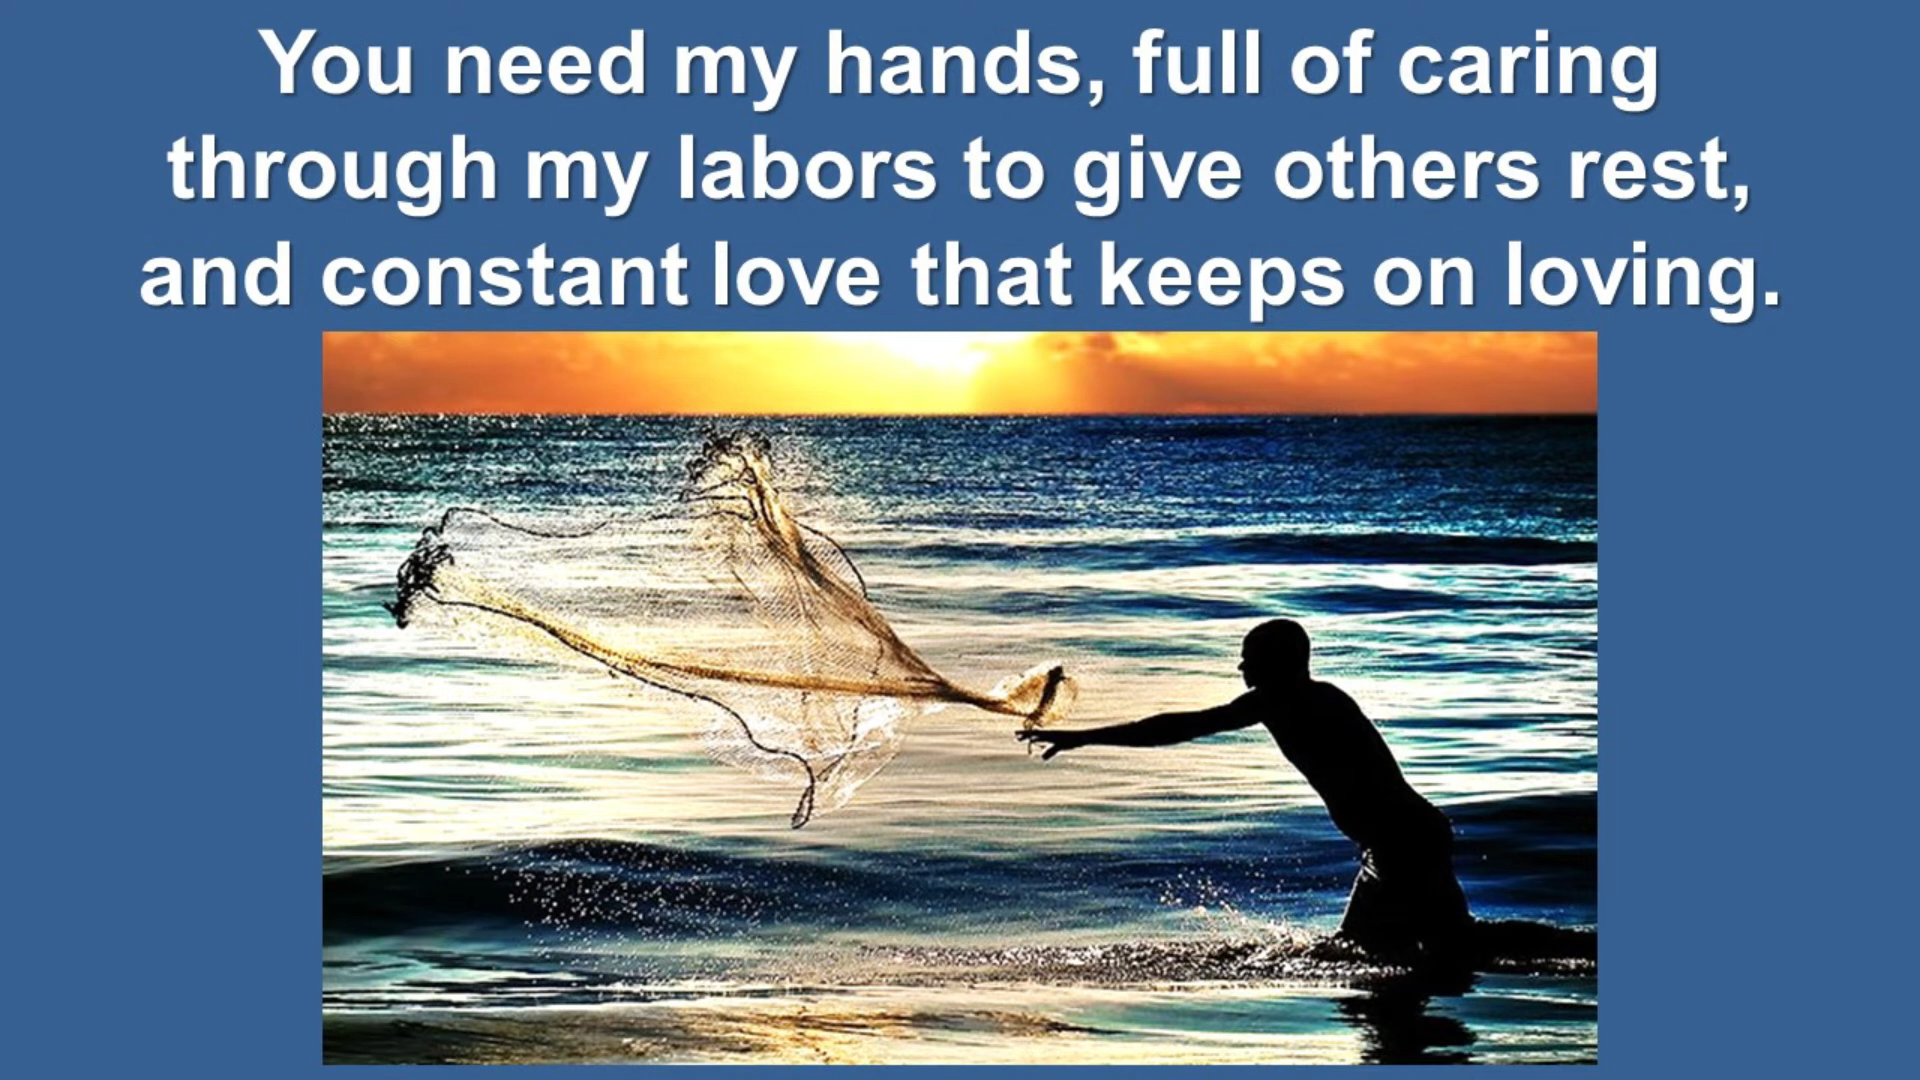 You need my hands, full of caring
through my labors to give others rest,
and constant love that keeps on loving.